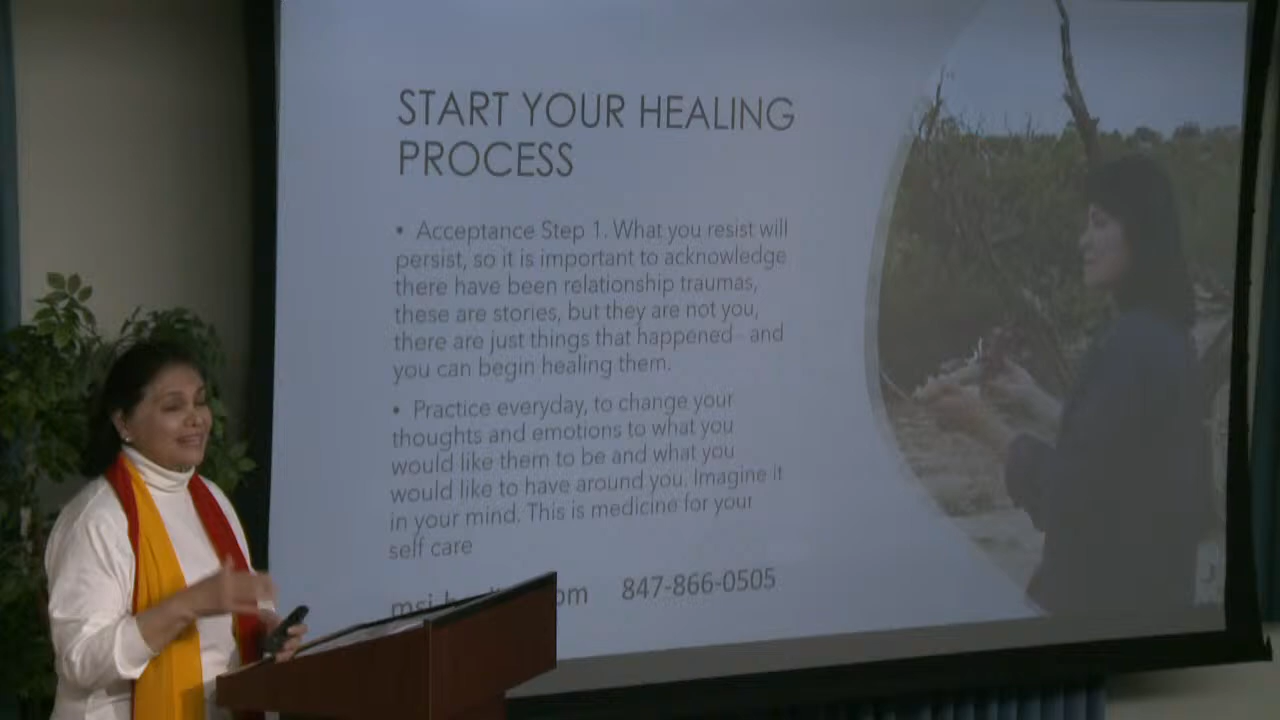 START YOUR HEALING
PROCESS
• Acceptance Step 1. What you resist will
persist, so it is important to acknowledge
there have been relationship traumas,
these are stories, but they are not you,
there are just things that happened - and
you can begin healing them.
• Practice everyday, to change your
thoughts and emotions to what you
would like them to be and what you
would like to have around you. Imagine it
in your mind. This is medicine for your
self care
847-866-0505